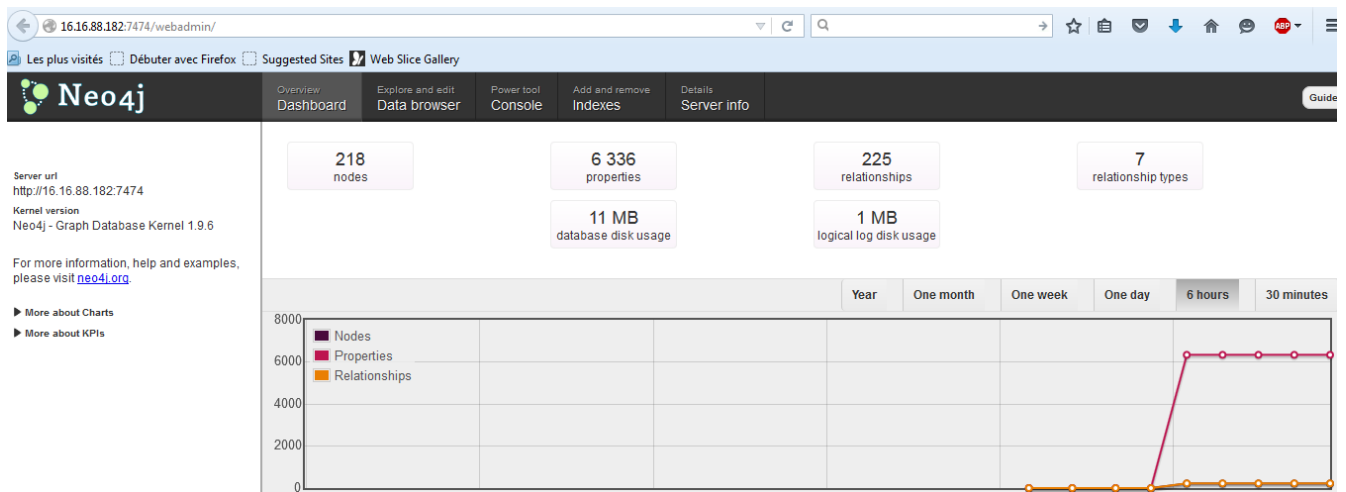 16.16.88.182:7474/webadmin/
ABP
Les plus visités Débuter avec Firefox Suggested Sites Web Slice Gallery
Neo4j
Overview
Dashboard
Explore and edit
Data browser
Power tool
Console
Add and remove
Indexes
Details
Server info
Guide
218
nodes
6 336
properties
225
relationships
7
relationship types
11 MB
database disk usage
1 MB
logical log disk usage
Server url
http://16.16.88.182:7474
Kernel version
Neo4j - Graph Database Kernel 1.9.6
For more information, help and examples,
please visit neo4j.org.
More about Charts
More about KPIs
Year One month One week One day 6 hours 30 minutes
8000
6000
4000
2000
0
Nodes
Properties
Relationships